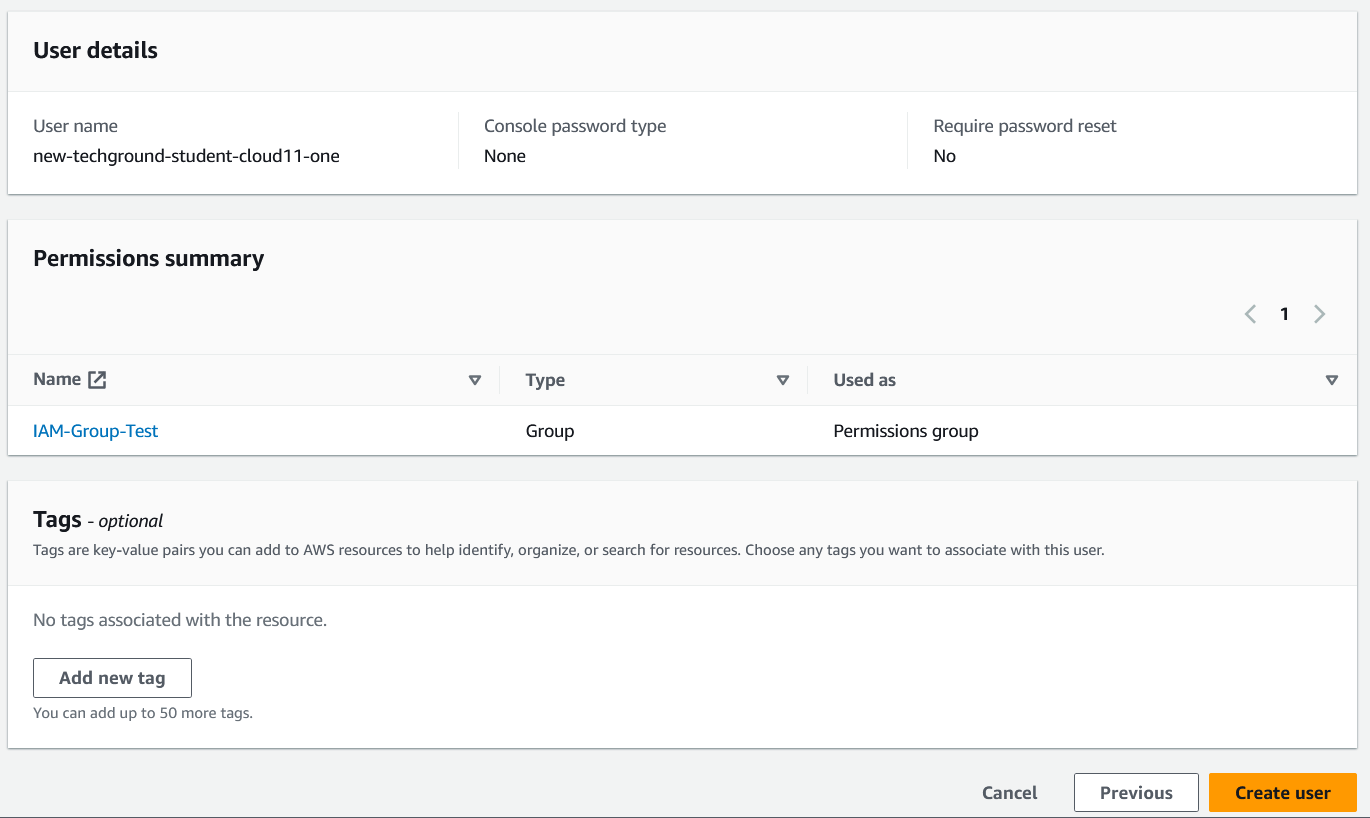 User details
User name
Console password type
Require password reset
new-techground-student-cloud11-one
None
No
Permissions summary
1
Name
Type
Used as
IAM-Group-Test
Group
Permissions group
Tags - optional
Tags are key-value pairs you can add to AWS resources to help identify, organize, or search for resources. Choose any tags you want to associate with this user.
No tags associated with the resource.
Add new tag
You can add up to 50 more tags.
Cancel
Previous
Create user